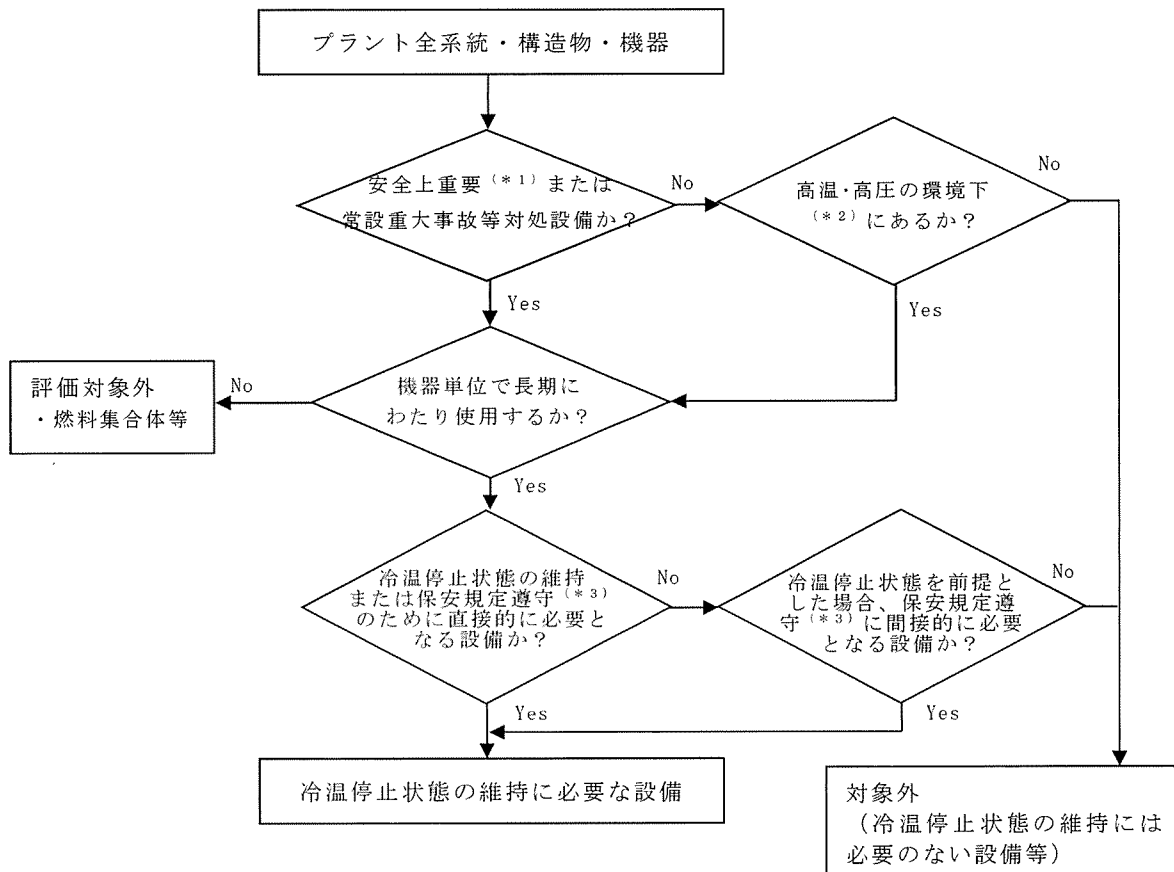 プラント全系統・構造物・機器
安全上重要(*1)または
常設重大事故等対処設備か?
No
高温・高圧の環境下
(*2)にあるか?
No
Yes
Yes
機器単位で長期に
わたり使用するか?
No
評価対象外
・燃料集合体等
Yes
冷温停止状態の維持
または保安規定遵守(*3)
のために直接的に必要と
なる設備か?
No
冷温停止状態を前提と
した場合、保安規定遵
守(*3)に間接的に必要
となる設備か?
No
Yes
Yes
冷温停止状態の維持に必要な設備
対象外
(冷温停止状態の維持には
必要のない設備等)